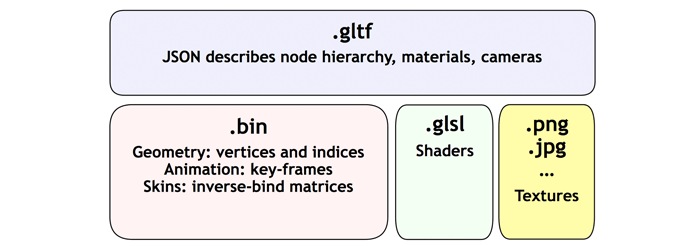 .gltf
JSON describes node hierarchy, materials, cameras
.bin
Geometry: vertices and indices
Animation: key-frames
Skins: inverse-bind matrices
.glsl
Shaders
.png
.jpg
...
Textures